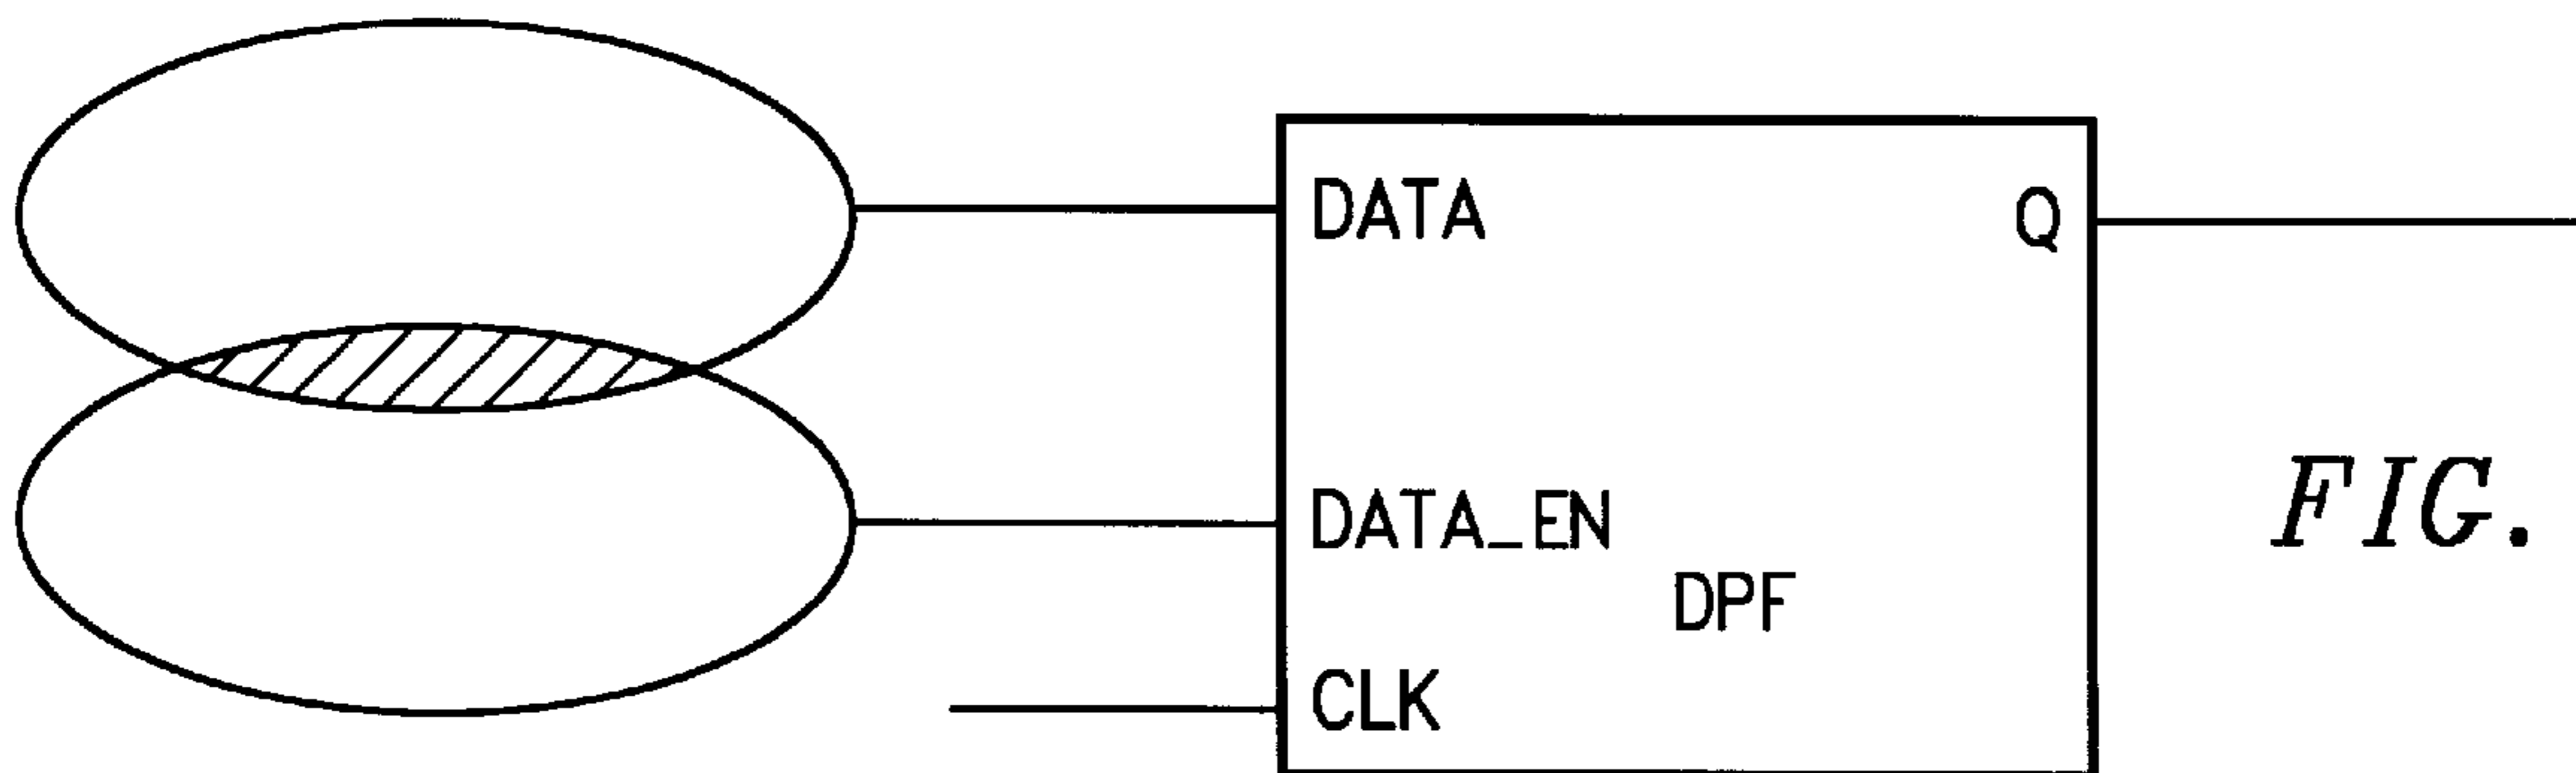 DATA
Q
DATA_EN
DPF
CLK
FIG.